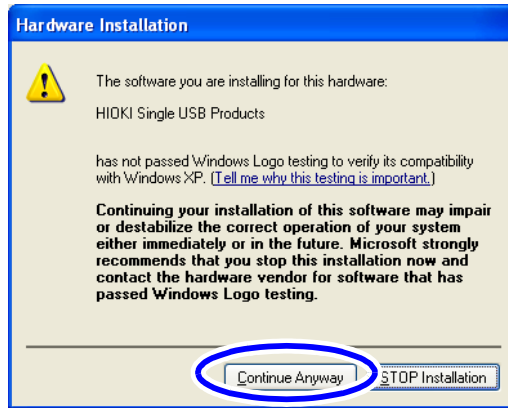 Hardware Installation
The software you are installing for this hardware:
HIOKI Single USB Products
has not passed Windows Logo testing to verify its compatibility
with Windows XP. (Tell me why this testing is important.)
Continuing your installation of this software may impair
or destabilize the correct operation of your system
either immediately or in the future. Microsoft strongly
recommends that you stop this installation now and
contact the hardware vendor for software that has
passed Windows Logo testing.
Continue Anyway STOP Installation